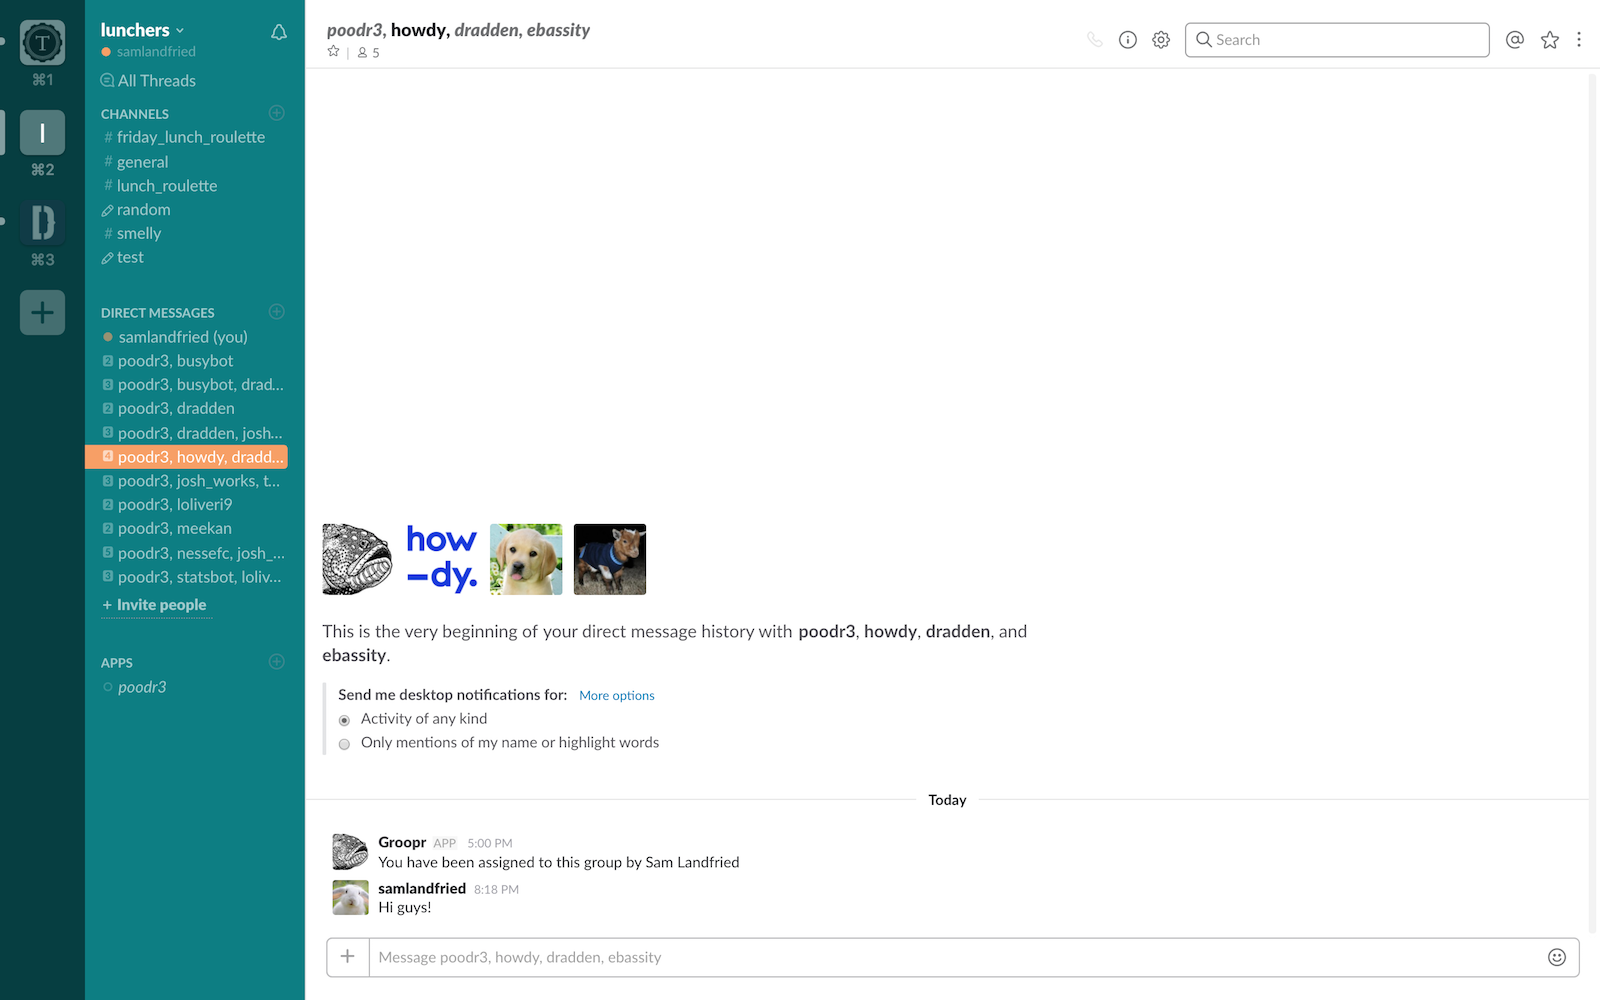 T
⌘1
l
⌘2
D
⌘3
lunchers
samlandfried
All Threads
CHANNELS
# friday_lunch_roulette
# general
# lunch_roulette
random
# smelly
test
DIRECT MESSAGES
samlandfried (you)
2 poodr3, busybot
3 poodr3, busybot, drad...
2 poodr3, dradden
3 poodr3, dradden, josh...
4 poodr3, howdy, dradd...
3 poodr3, josh_works, t...
2 poodr3, loliveri9
2 poodr3, meekan
5 poodr3, nessefc, josh_...
3 poodr3, statsbot, loliv...
+ Invite people
APPS
poodr3
poodr3, howdy, dradden, ebassity
5
Search
how
-dy.
This is the very beginning of your direct message history with poodr3, howdy, dradden, and
ebassity.
Send me desktop notifications for: More options
Activity of any kind
Only mentions of my name or highlight words
Today
Groopr APP 5:00 PM
You have been assigned to this group by Sam Landfried
samlandfried 8:18 PM
Hi guys!
Message poodr3, howdy, dradden, ebassity